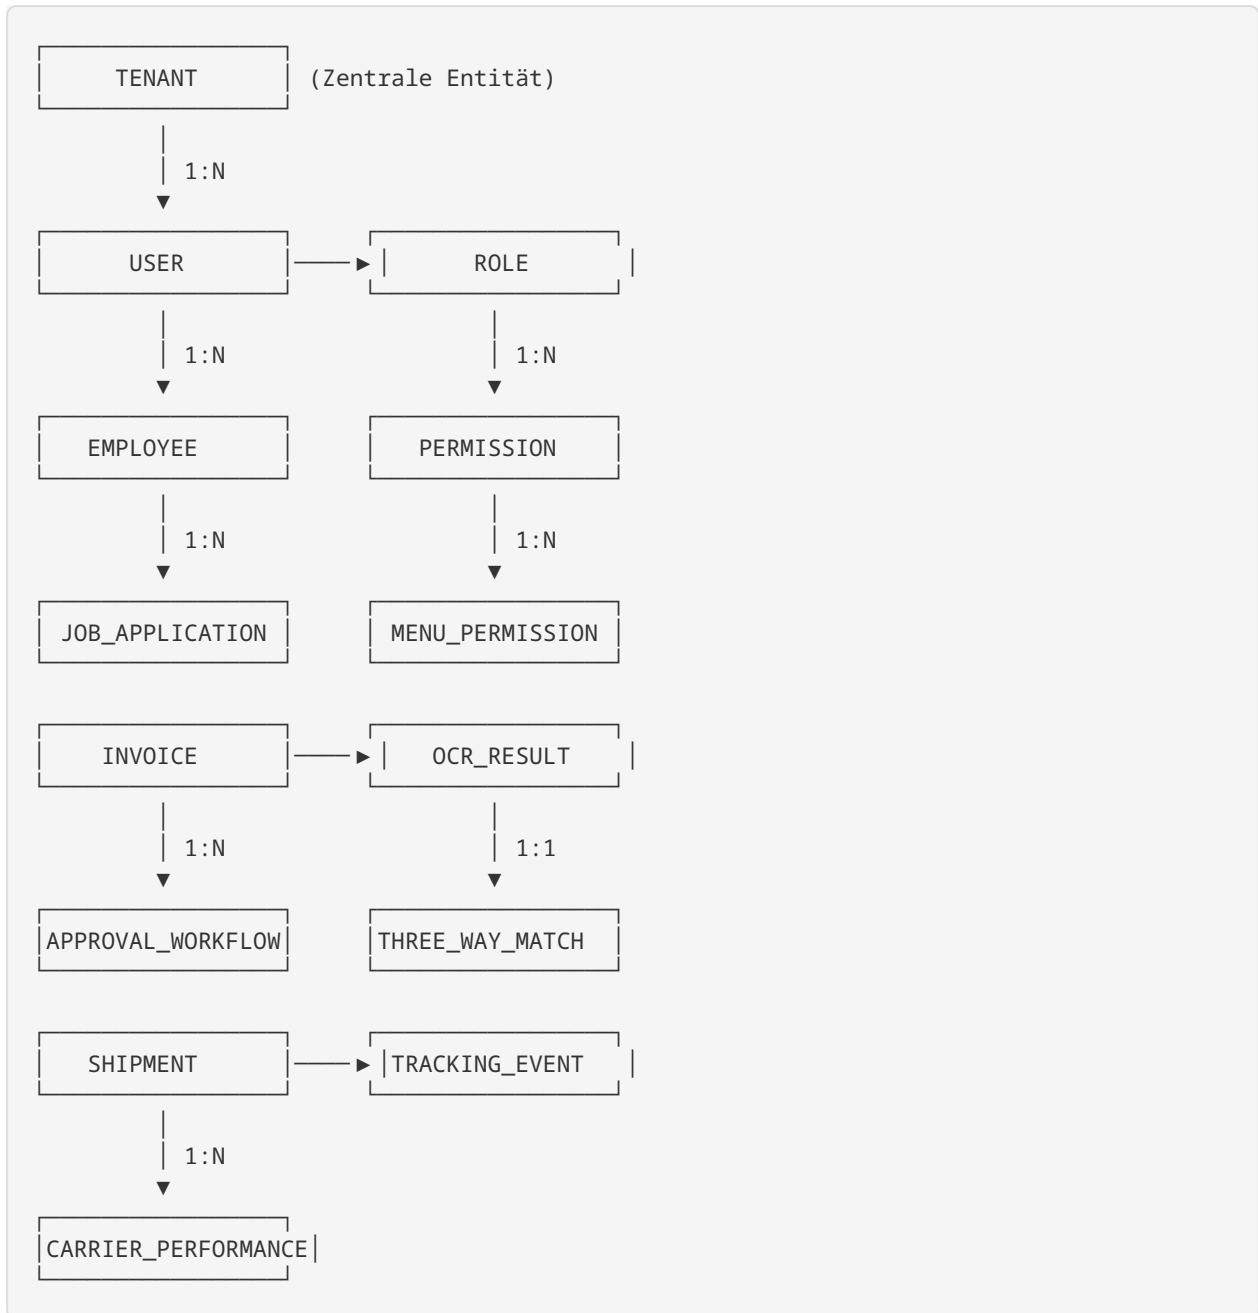 TENANT (Zentrale Entität)
1:N
USER ROLE
1:N 1:N
EMPLOYEE PERMISSION
1:N 1:N
JOB_APPLICATION MENU_PERMISSION
INVOICE OCR_RESULT
1:N 1:1
APPROVAL_WORKFLOW THREE_WAY_MATCH
SHIPMENT TRACKING_EVENT
1:N
CARRIER_PERFORMANCE